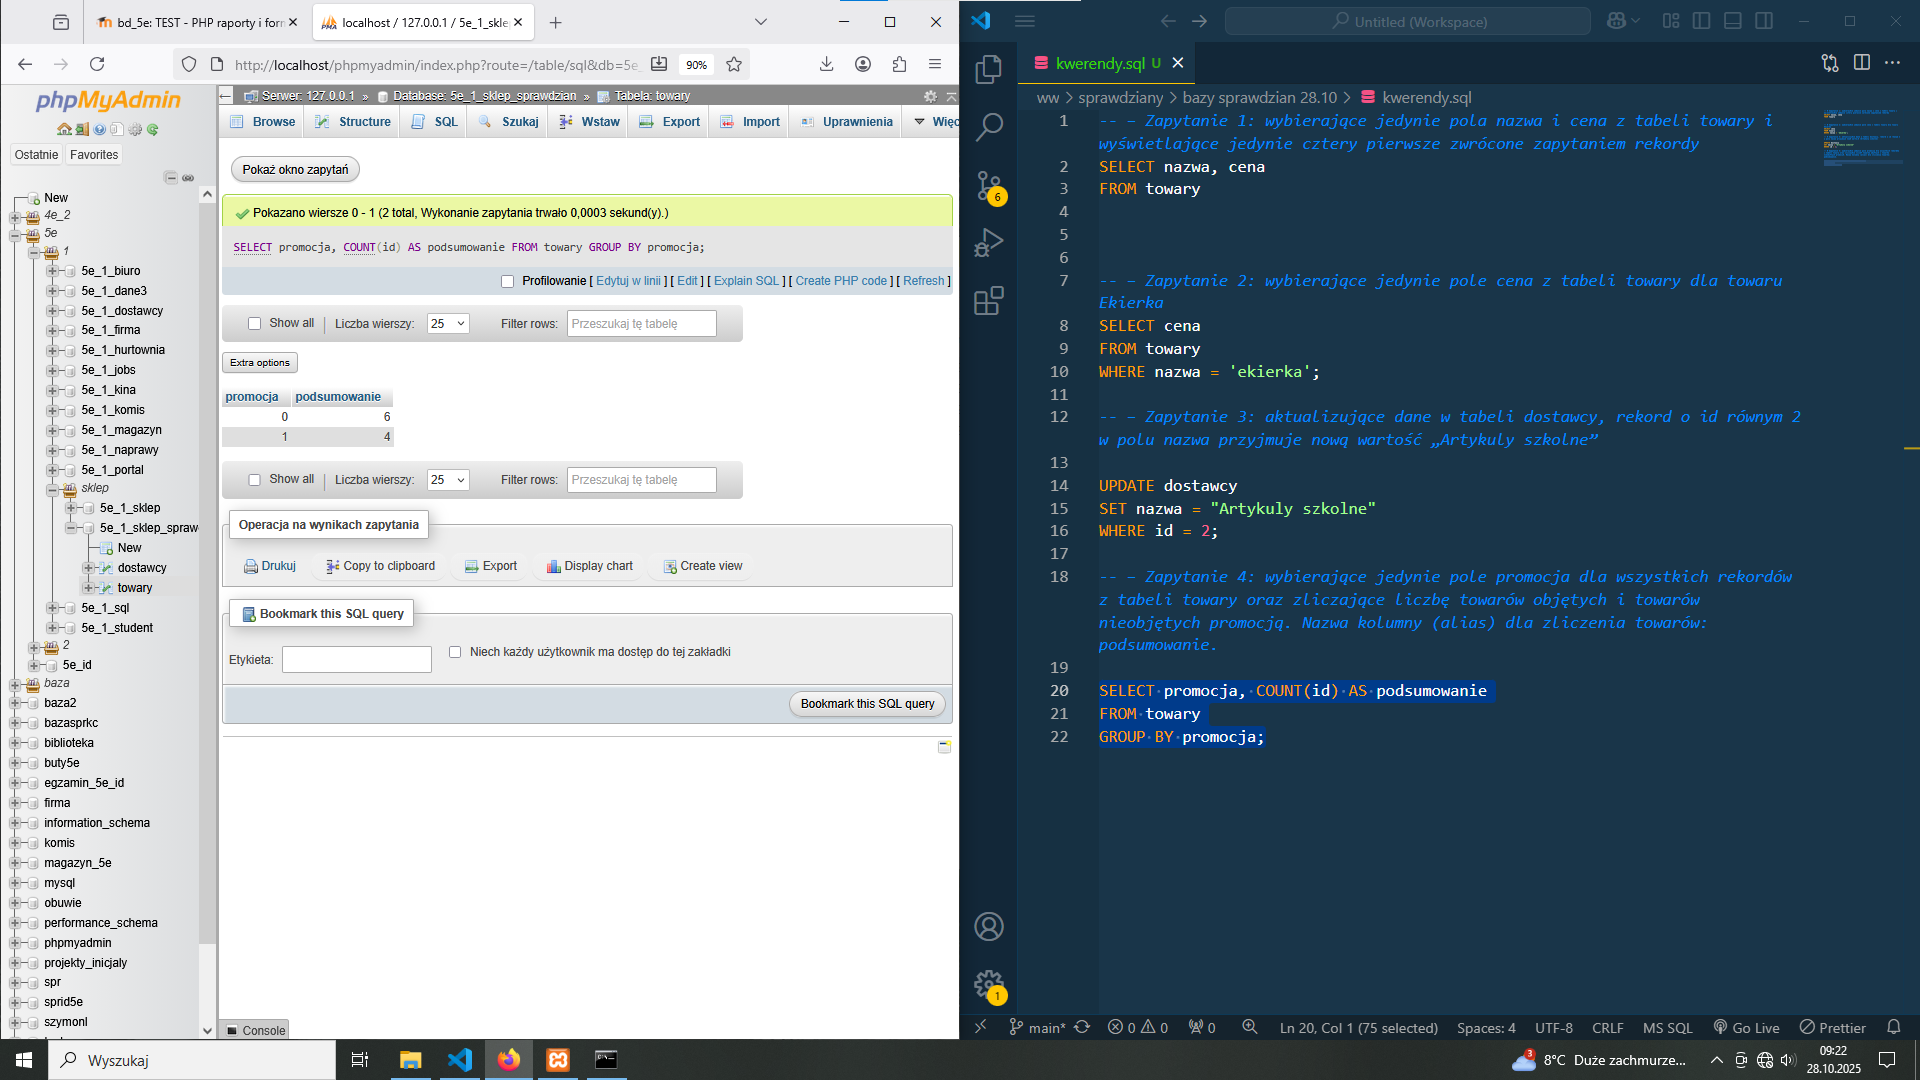 bd_5e: TEST - PHP raporty i forr
localhost / 127.0.0.1 / 5e_1_skle
http://localhost/phpmyadmin/index.php?route=/table/sql&db=5e_
90%
phpMyAdmin
Ostatnie
Favorites
New
4e_2
5e
1
5e_1_biuro
5e_1_dane3
5e_1_dostawcy
5e_1_firma
5e_1_hurtownia
5e_1_jobs
5e_1_kina
5e_1_komis
5e_1_magazyn
5e_1_naprawy
5e_1_portal
sklep
5e_1_sklep
5e_1_sklep_spraw
New
dostawcy
towary
5e_1_sql
5e_1_student
2
5e_id
baza
baza2
bazasprkc
biblioteka
buty5e
egzamin_5e_id
firma
information_schema
komis
magazyn_5e
mysql
obuwie
performance_schema
phpmyadmin
projekty_inicjaly
spr
sprid5e
szymonl
Serwer: 127.0.0.1 » Database: 5e_1_sklep_sprawdzian » Tabela: towary
Browse Structure SQL Szukaj Wstaw Export Import Uprawnienia Więc
Pokaż okno zapytań
Pokazano wiersze 0 - 1 (2 total, Wykonanie zapytania trwało 0,0003 sekund(y).)
SELECT promocja, COUNT(id) AS podsumowanie FROM towary GROUP BY promocja;
Profilowanie [ Edytuj w linii ] [ Edit ] [ Explain SQL ] [ Create PHP code ] [ Refresh ]
Show all Liczba wierszy: 25 Filter rows: Przeszukaj tę tabelę
Extra options
promocja podsumowanie
0 6
1 4
Show all Liczba wierszy: 25 Filter rows: Przeszukaj tę tabelę
Operacja na wynikach zapytania
Drukuj Copy to clipboard Export Display chart Create view
Bookmark this SQL query
Etykieta: Niech każdy użytkownik ma dostęp do tej zakładki
Bookmark this SQL query
Console
Untitled (Workspace)
kwerendy.sql U
ww > sprawdziany > bazy sprawdzian 28.10 > kwerendy.sql
6
1
1 -- – Zapytanie 1: wybierające jedynie pola nazwa i cena z tabeli towary i
wyświetlające jedynie cztery pierwsze zwrócone zapytaniem rekordy
2 SELECT nazwa, cena
3 FROM towary
4
5
6
7 -- – Zapytanie 2: wybierające jedynie pole cena z tabeli towary dla towaru
Ekierka
8 SELECT cena
9 FROM towary
10 WHERE nazwa = 'ekierka';
11
12 -- – Zapytanie 3: aktualizujące dane w tabeli dostawcy, rekord o id równym 2
w polu nazwa przyjmuje nową wartość „Artykuly szkolne”
13
14 UPDATE dostawcy
15 SET nazwa = "Artykuly szkolne"
16 WHERE id = 2;
17
18 -- – Zapytanie 4: wybierające jedynie pole promocja dla wszystkich rekordów
z tabeli towary oraz zliczające liczbę towarów objętych i towarów
nieobjętych promocją. Nazwa kolumny (alias) dla zliczenia towarów:
podsumowanie.
19
20 SELECT promocja, COUNT(id) AS podsumowanie
21 FROM towary
22 GROUP BY promocja;
main* 0 0 0 Ln 20, Col 1 (75 selected) Spaces: 4 UTF-8 CRLF MS SQL Go Live Prettier
Wyszukaj
3
8°C Duże zachmurze...
09:22
28.10.2025